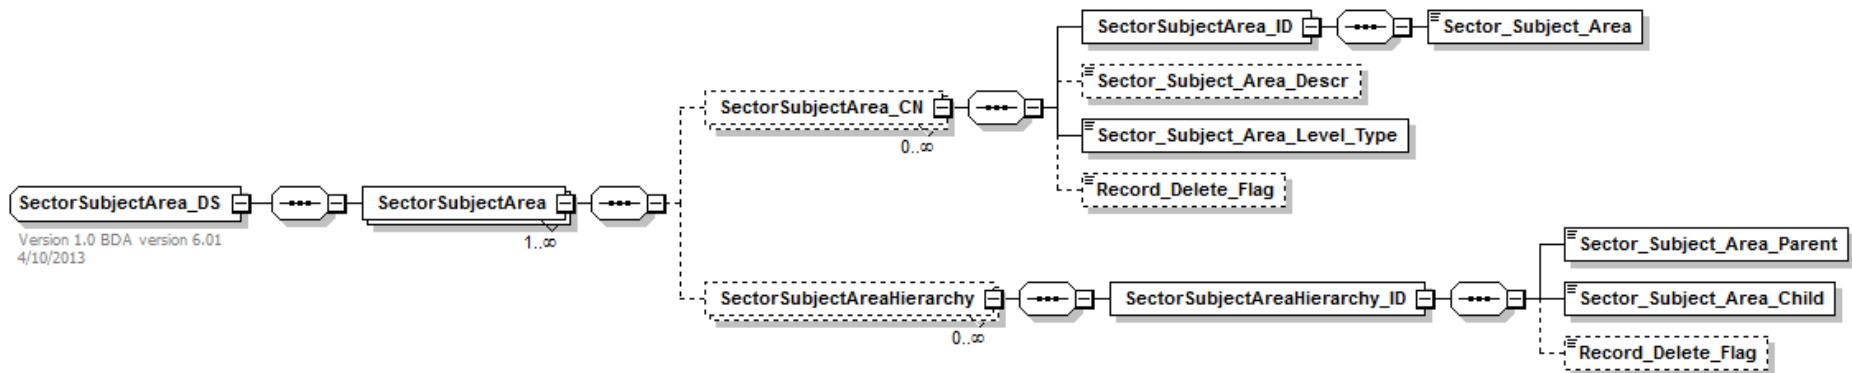 SectorSubjectArea_DS
Version 1.0 BDA version 6.01
4/10/2013
SectorSubjectArea
1..∞
SectorSubjectArea_CN
0..∞
SectorSubjectArea_ID
Sector_Subject_Area
Sector_Subject_Area_Descr
Sector_Subject_Area_Level_Type
Record_Delete_Flag
SectorSubjectAreaHierarchy
0..∞
SectorSubjectAreaHierarchy_ID
Sector_Subject_Area_Parent
Sector_Subject_Area_Child
Record_Delete_Flag